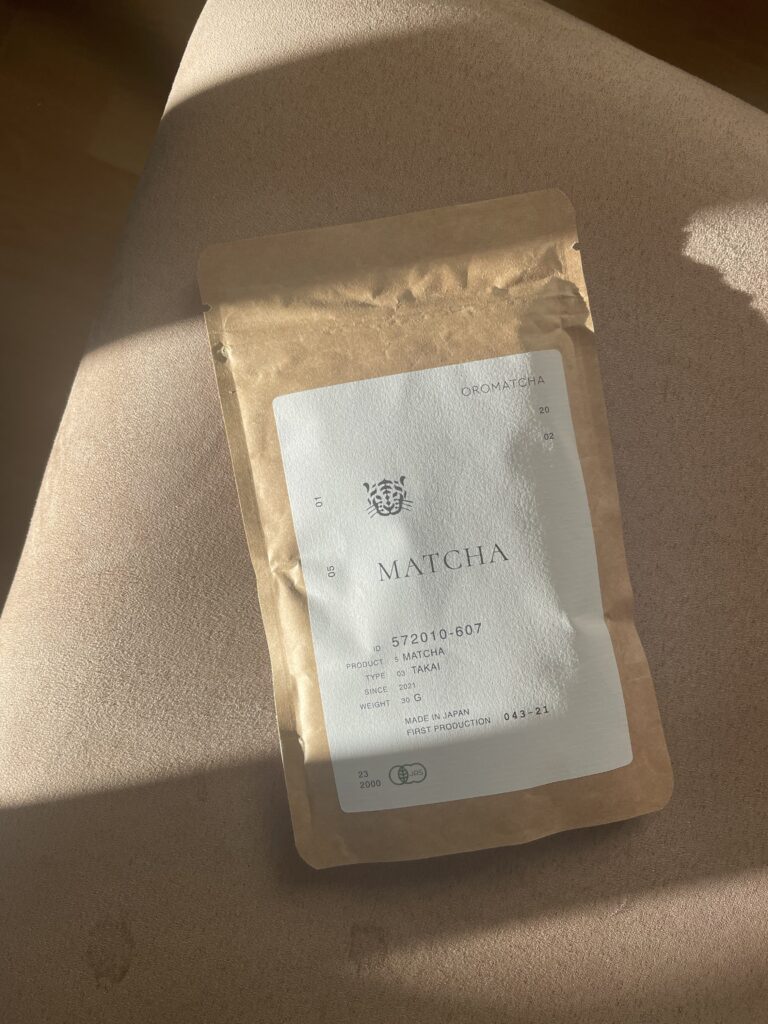 OROMATCHA
20
02
01
05
MATCHA
ID 572010-607
PRODUCT 5 MATCHA
TYPE 03 TAKAI
SINCE 2021
WEIGHT 30 G
MADE IN JAPAN
FIRST PRODUCTION 043-21
23
2000
JAS